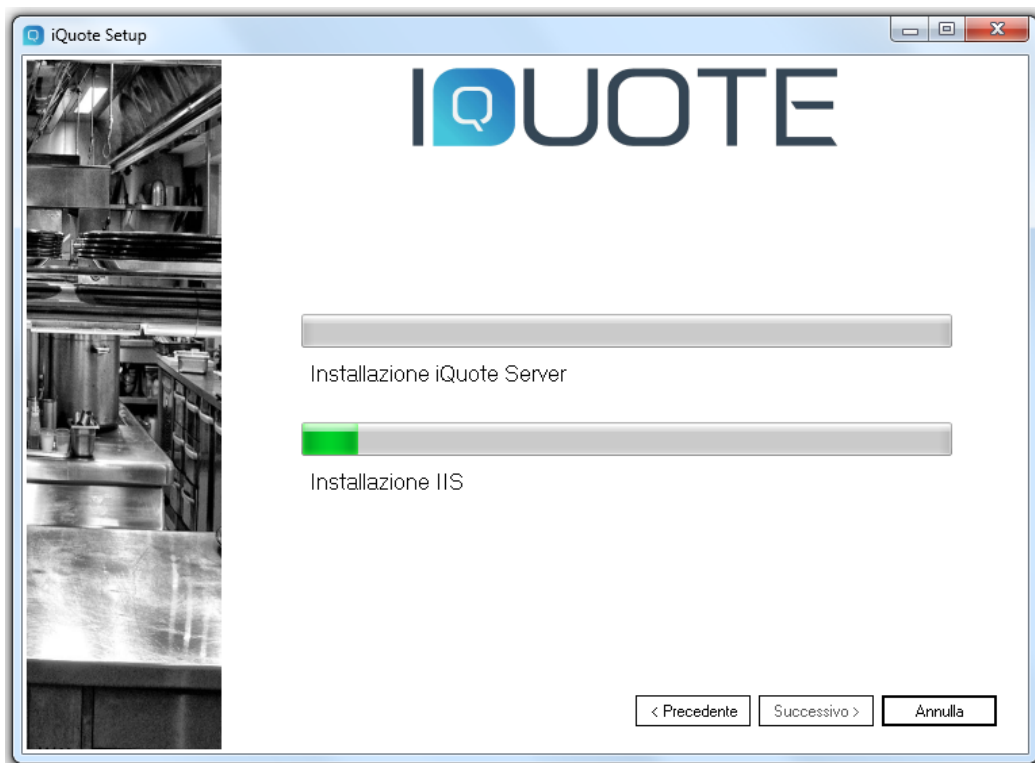 iQuote Setup
IQUOTE
Installazione iQuote Server
Installazione IIS
< Precedente
Successivo >
Annulla